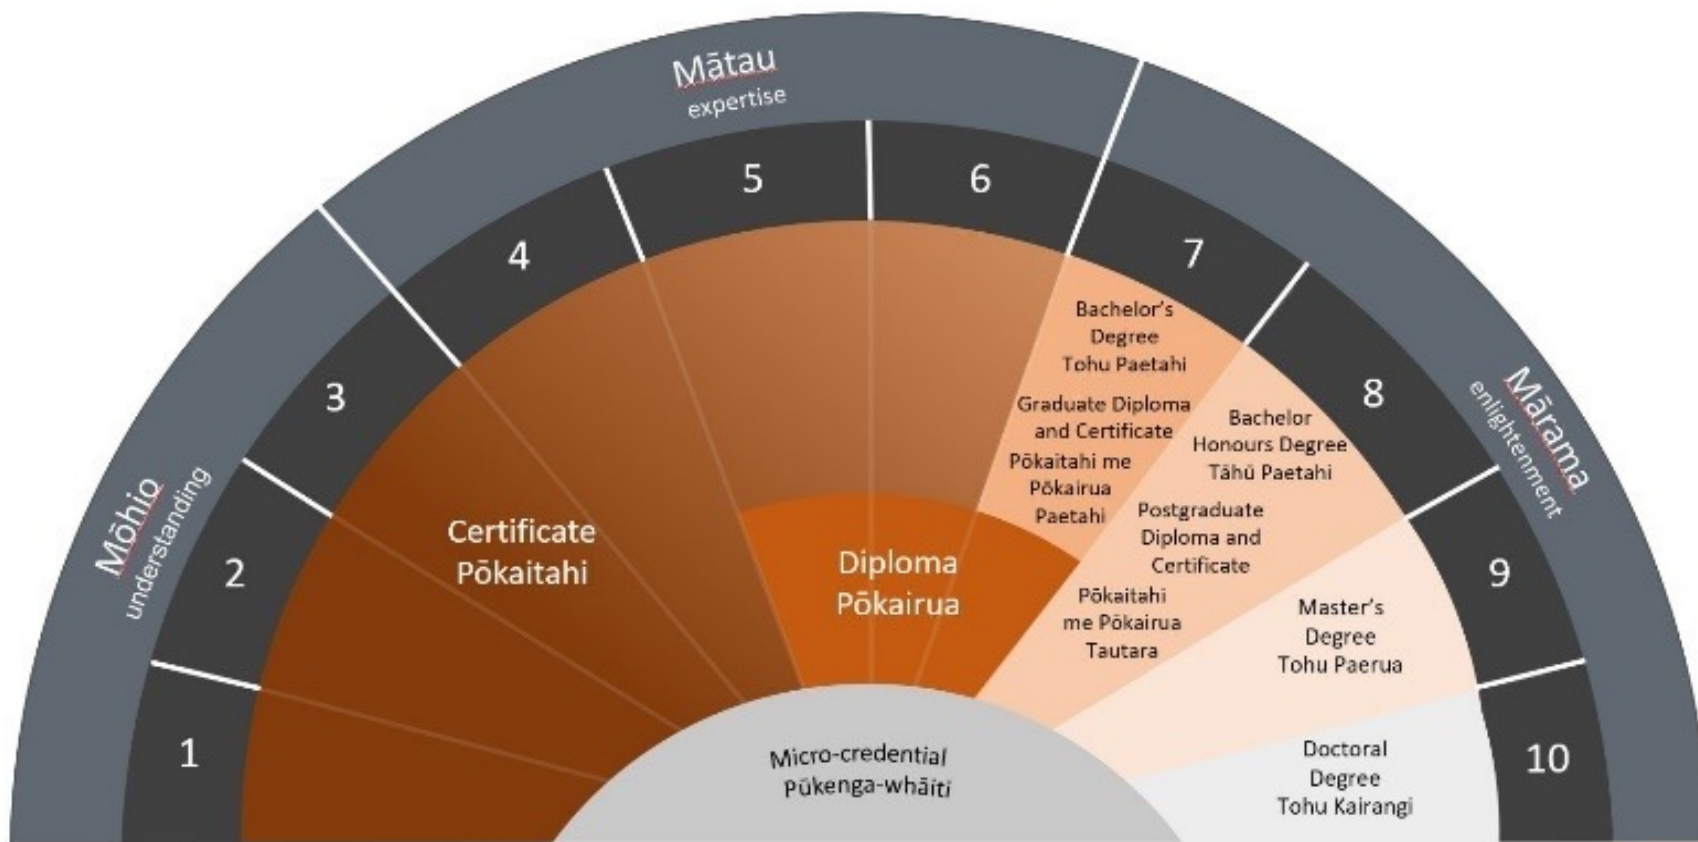 Mōhio
understanding
Mātau
expertise
Mārama
enlightenment
1
2
3
4
5
6
7
8
9
10
Certificate
Pōkaitahi
Diploma
Pōkairua
Bachelor's
Degree
Tohu Paetahi
Graduate Diploma
and Certificate
Pōkaitahi me
Pōkairua
Paetahi
Bachelor
Honours Degree
Tāhū Paetahi
Postgraduate
Diploma and
Certificate
Pōkaitahi
me Pōkairua
Tautara
Master's
Degree
Tohu Paerua
Doctoral
Degree
Tohu Kairangi
Micro-credential
Pūkenga-whāiti